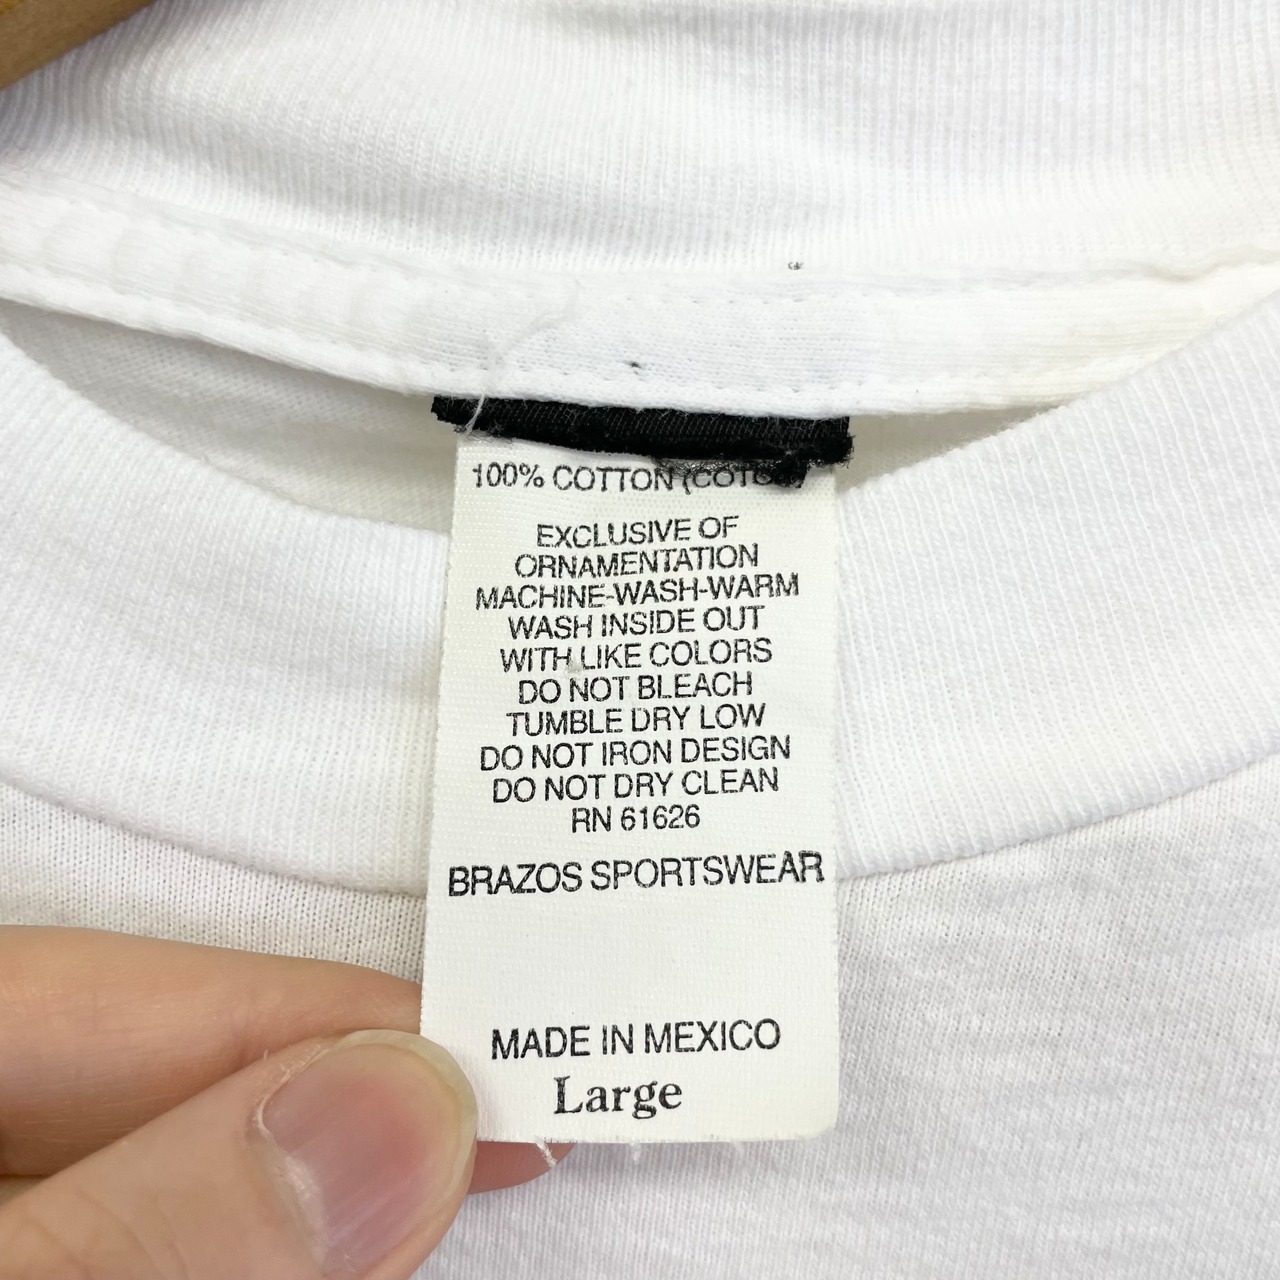 100% COTTON
EXCLUSIVE OF
ORNAMENTATION
MACHINE-WASH-WARM
WASH INSIDE OUT
WITH LIKE COLORS
DO NOT BLEACH
TUMBLE DRY LOW
DO NOT IRON DESIGN
DO NOT DRY CLEAN
RN 61626
BRAZOS SPORTSWEAR
MADE IN MEXICO
Large